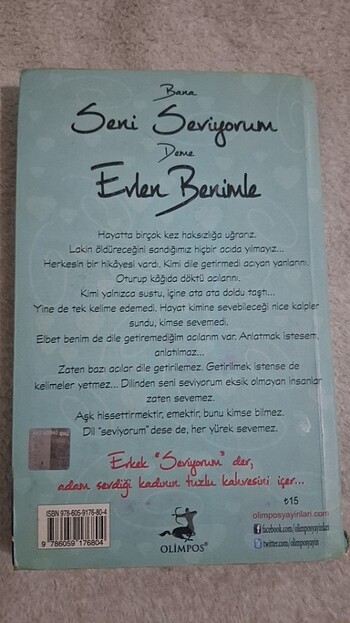 Bana
Seni Seviyorum
Deme
Evlen Benimle
Hayatta birçok kez haksızlığa uğrarız.
Lakin öldüreceğini sandığımız hiçbir acıda yılmayız...
Herkesin bir hikâyesi vardı. Kimi dile getirmedi acıyan yanlarını.
Oturup kâğıda döktü acılarını.
Kimi yalnızca sustu, içine ata ata doldu taştı...
Yine de tek kelime edemedi. Hayat kimine sevebileceği nice kalpler
sundu, kimse sevemedi.
Elbet benim de dile getiremediğim acılarım var. Anlatmak istesem,
anlatılmaz...
Zaten bazı acılar dile getirilemez. Getirilmek istense de
kelimeler yetmez... Dilinden seni seviyorum eksik olmayan insanlar
zaten sevemez.
Aşk hissettirmektir, emektir, bunu kimse bilmez.
Dil "seviyorum" dese de, her yürek sevemez.
Erkek "Seviyorum" der,
adam sevdiği kadının tuzlu kahvesini içer...
₺15
ISBN 978-605-9176-80-4
9 786059 176804
OLİMPOS
olimposyayinlari.com
facebook.com/olimposyayinlari
twitter.com/olimposyayin